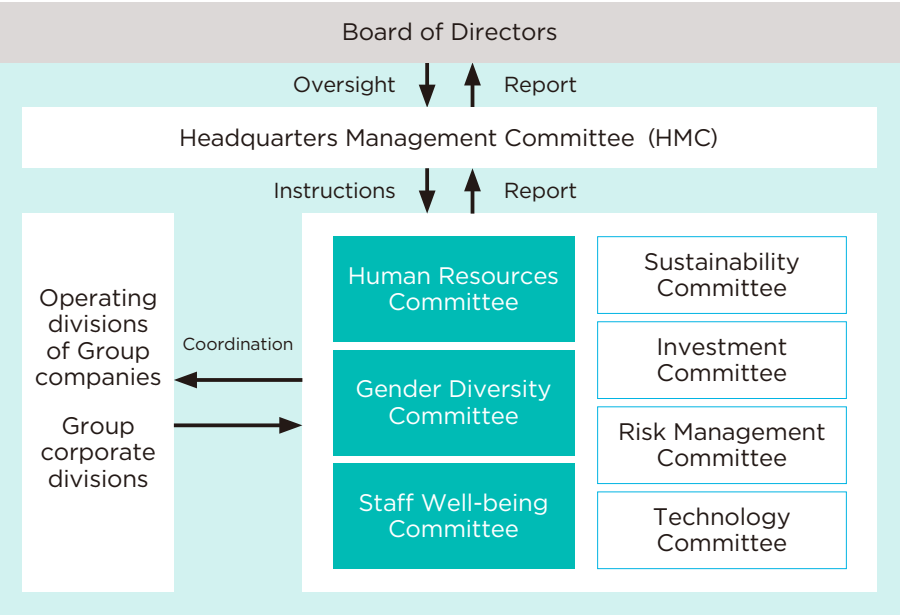 Board of Directors
Oversight
Report
Headquarters Management Committee (HMC)
Instructions
Report
Operating
divisions
of Group
companies
Group
corporate
divisions
Coordination
Human Resources
Committee
Gender Diversity
Committee
Staff Well-being
Committee
Sustainability
Committee
Investment
Committee
Risk Management
Committee
Technology
Committee